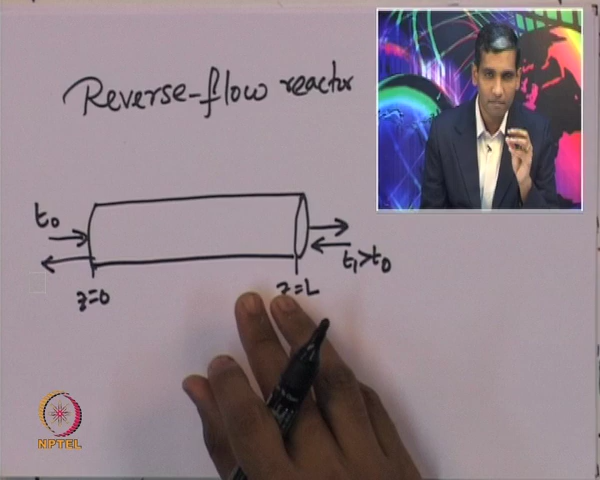 Reverse-flow reactor
t₀
t₁>t₀
z=0
z=L
NPTEL